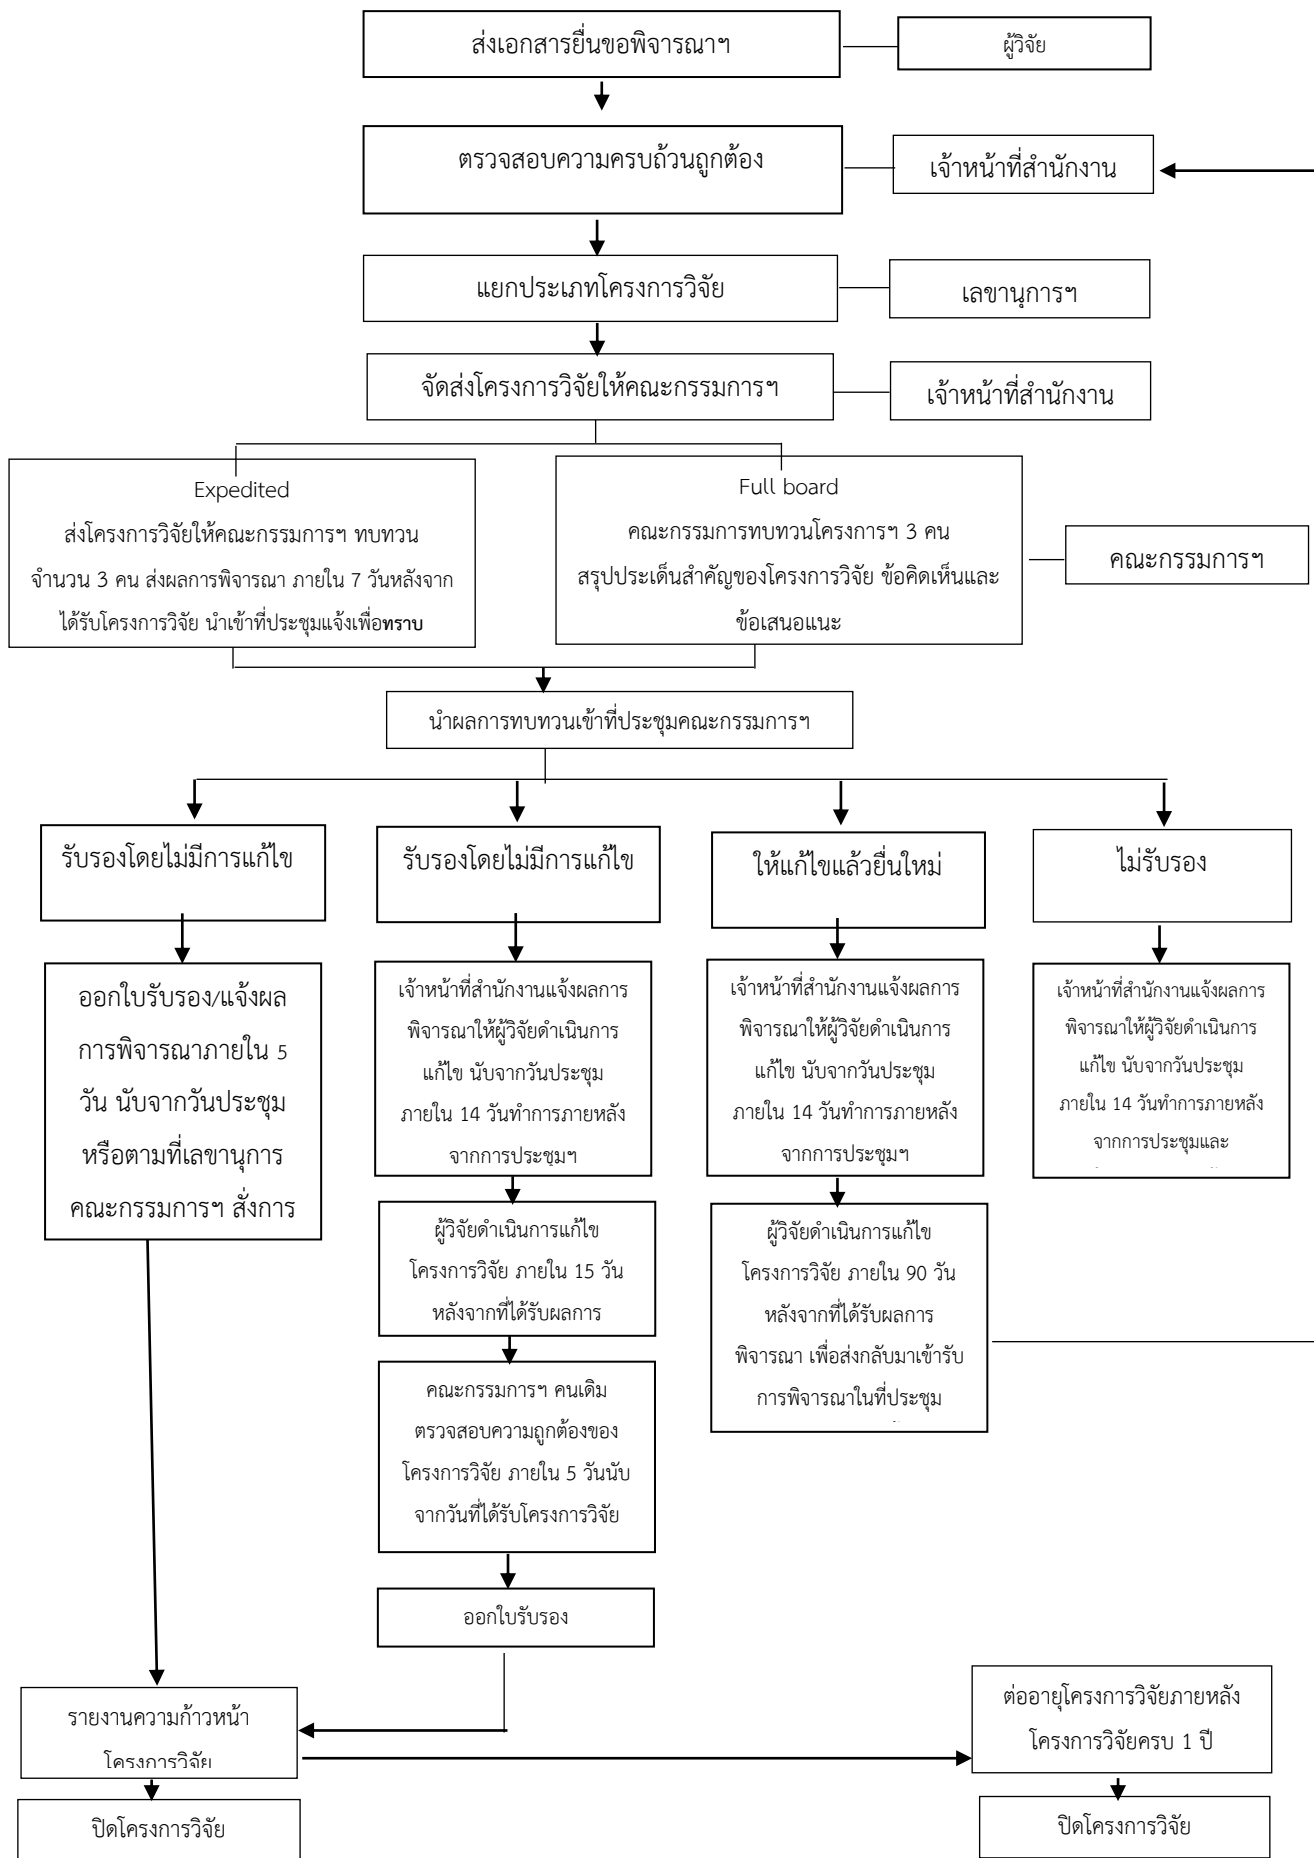 ส่งเอกสารยื่นขอพิจารณาฯ
ผู้วิจัย
ตรวจสอบความครบถ้วนถูกต้อง
เจ้าหน้าที่สำนักงาน
แยกประเภทโครงการวิจัย
เลขานุการฯ
จัดส่งโครงการวิจัยให้คณะกรรมการฯ
เจ้าหน้าที่สำนักงาน
Expedited
ส่งโครงการวิจัยให้คณะกรรมการฯ ทบทวน
จำนวน 3 คน ส่งผลการพิจารณา ภายใน 7 วันหลังจาก
ได้รับโครงการวิจัย นำเข้าที่ประชุมแจ้งเพื่อทราบ
Full board
คณะกรรมการทบทวนโครงการฯ 3 คน
สรุปประเด็นสำคัญของโครงการวิจัย ข้อคิดเห็นและ
ข้อเสนอแนะ
คณะกรรมการฯ
นำผลการทบทวนเข้าที่ประชุมคณะกรรมการฯ
รับรองโดยไม่มีการแก้ไข
รับรองโดยไม่มีการแก้ไข
ให้แก้ไขแล้วยื่นใหม่
ไม่รับรอง
ออกใบรับรอง/แจ้งผล
การพิจารณาภายใน 5
วัน นับจากวันประชุม
หรือตามที่เลขานุการ
คณะกรรมการฯ สั่งการ
เจ้าหน้าที่สำนักงานแจ้งผลการ
พิจารณาให้ผู้วิจัยดำเนินการ
แก้ไข นับจากวันประชุม
ภายใน 14 วันทำการภายหลัง
จากการประชุมฯ
เจ้าหน้าที่สำนักงานแจ้งผลการ
พิจารณาให้ผู้วิจัยดำเนินการ
แก้ไข นับจากวันประชุม
ภายใน 14 วันทำการภายหลัง
จากการประชุมฯ
เจ้าหน้าที่สำนักงานแจ้งผลการ
พิจารณาให้ผู้วิจัยดำเนินการ
แก้ไข นับจากวันประชุม
ภายใน 14 วันทำการภายหลัง
จากการประชุมและ
ผู้วิจัยดำเนินการแก้ไข
โครงการวิจัย ภายใน 15 วัน
หลังจากที่ได้รับผลการ
ผู้วิจัยดำเนินการแก้ไข
โครงการวิจัย ภายใน 90 วัน
หลังจากที่ได้รับผลการ
พิจารณา เพื่อส่งกลับมาเข้ารับ
การพิจารณาในที่ประชุม
คณะกรรมการฯ คนเดิม
ตรวจสอบความถูกต้องของ
โครงการวิจัย ภายใน 5 วันนับ
จากวันที่ได้รับโครงการวิจัย
ออกใบรับรอง
รายงานความก้าวหน้า
โครงการวิจัย
ต่ออายุโครงการวิจัยภายหลัง
โครงการวิจัยครบ 1 ปี
ปิดโครงการวิจัย
ปิดโครงการวิจัย